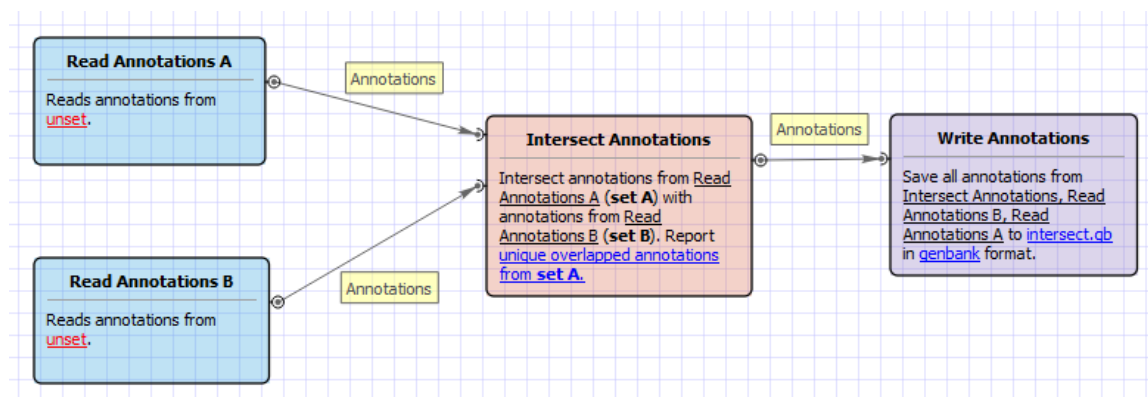 Read Annotations A
Reads annotations from
unset.
Annotations
Read Annotations B
Reads annotations from
unset.
Annotations
Intersect Annotations
Intersect annotations from Read
Annotations A (set A) with
annotations from Read
Annotations B (set B). Report
unique overlapped annotations
from set A.
Annotations
Write Annotations
Save all annotations from
Intersect Annotations, Read
Annotations B, Read
Annotations A to intersect.gb
in genbank format.